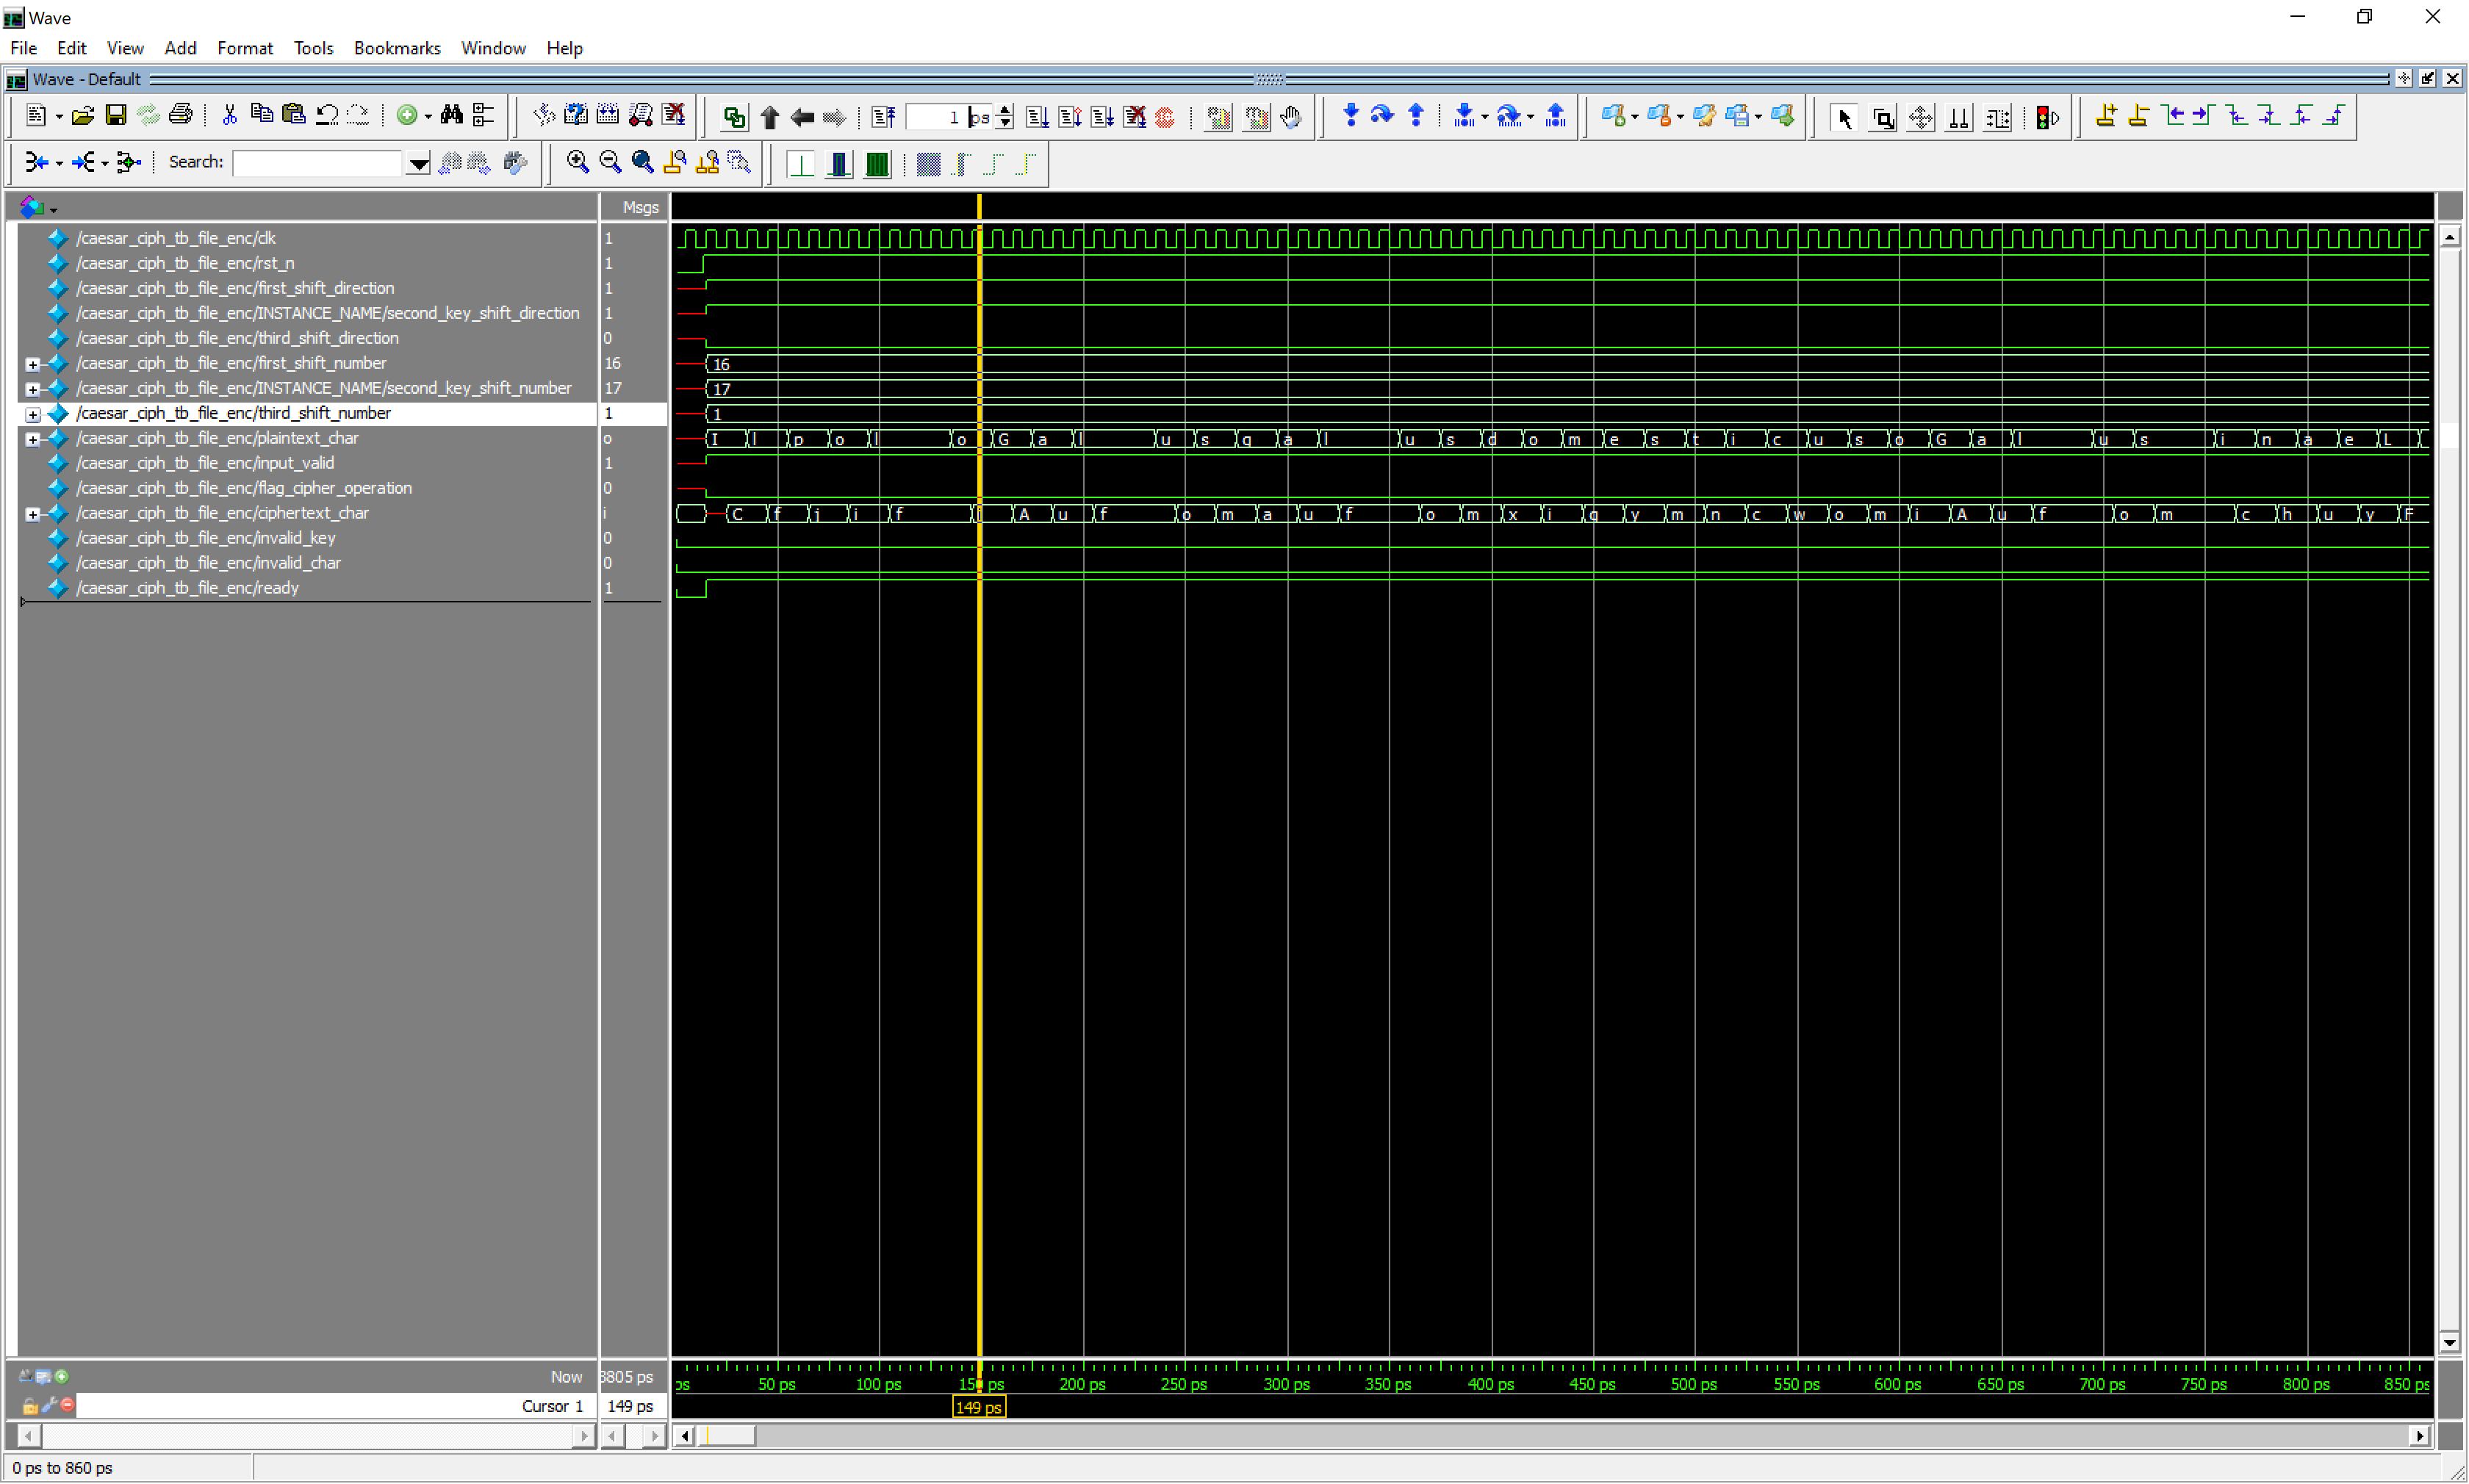 Wave
File Edit View Add Format Tools Bookmarks Window Help
Wave - Default
1 ps
Search:
Msgs
/caesar_ciph_tb_file_enc/clk 1
/caesar_ciph_tb_file_enc/rst_n 1
/caesar_ciph_tb_file_enc/first_shift_direction 1
/caesar_ciph_tb_file_enc/INSTANCE_NAME/second_key_shift_direction 1
/caesar_ciph_tb_file_enc/third_shift_direction 0
/caesar_ciph_tb_file_enc/first_shift_number 16 16
/caesar_ciph_tb_file_enc/INSTANCE_NAME/second_key_shift_number 17 17
/caesar_ciph_tb_file_enc/third_shift_number 1 1
/caesar_ciph_tb_file_enc/plaintext_char o I l p o l o G a l u s g a l u s d o m e s t i c u s o G a l u s i n a e L
/caesar_ciph_tb_file_enc/input_valid 1
/caesar_ciph_tb_file_enc/flag_cipher_operation 0
/caesar_ciph_tb_file_enc/ciphertext_char i C f j i f A u f o m a u f o m x i g y m n c w o m i A u f o m c h u y F
/caesar_ciph_tb_file_enc/invalid_key 0
/caesar_ciph_tb_file_enc/invalid_char 0
/caesar_ciph_tb_file_enc/ready 1
Now 3805 ps ps 50 ps 100 ps 150 ps 200 ps 250 ps 300 ps 350 ps 400 ps 450 ps 500 ps 550 ps 600 ps 650 ps 700 ps 750 ps 800 ps 850 ps
Cursor 1 149 ps 149 ps
0 ps to 860 ps